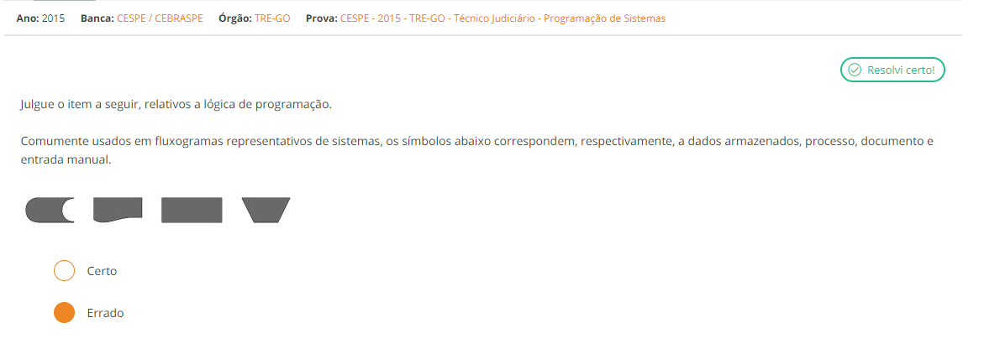 Ano: 2015 Banca: CESPE / CEBRASPE Órgão: TRE-GO Prova: CESPE - 2015 - TRE-GO - Técnico Judiciário - Programação de Sistemas
Resolvi certo!
Julgue o item a seguir, relativos a lógica de programação.
Comumente usados em fluxogramas representativos de sistemas, os símbolos abaixo correspondem, respectivamente, a dados armazenados, processo, documento e
entrada manual.
Certo
Errado